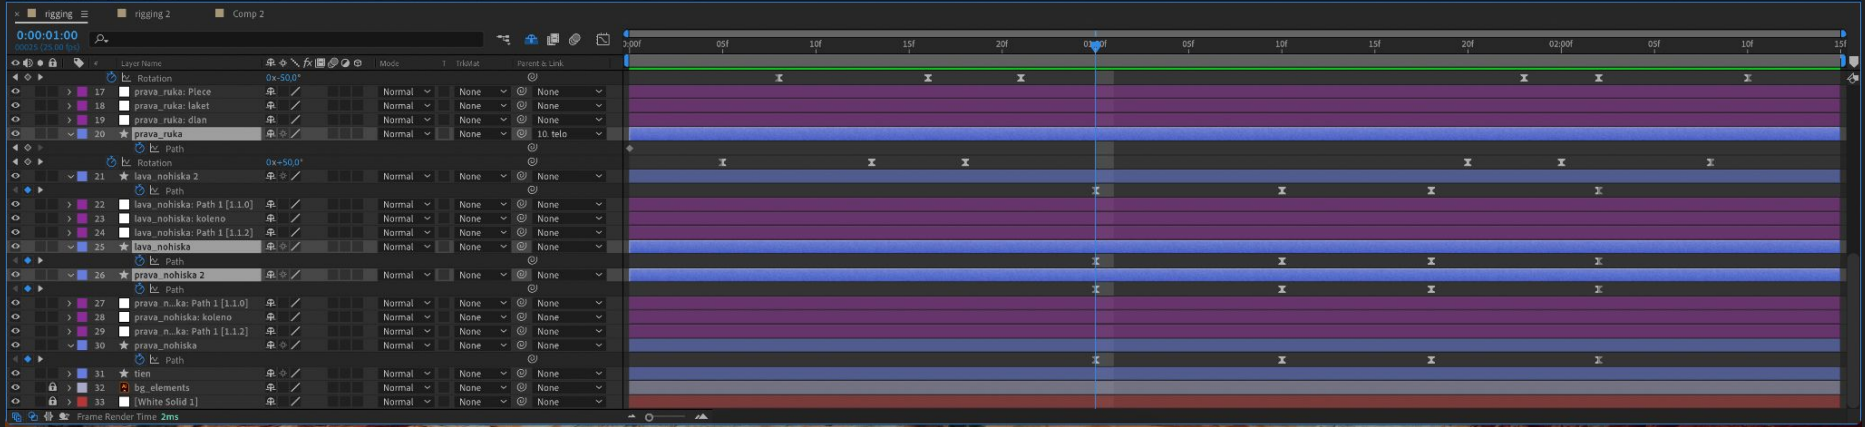 × rigging ≡ rigging 2 Comp 2
0:00:01:00
00025 (25.00 fps)
0:00f 05f 10f 15f 20f 01:00f 05f 10f 15f 20f 02:00f 05f 10f 15f
# Layer Name fx Mode T TrkMat Parent & Link
Rotation 0x-50,0°
17 prava_ruka: Plece Normal None None
18 prava_ruka: laket Normal None None
19 prava_ruka: dlan Normal None None
20 prava_ruka Normal None 10. telo
Path
Rotation 0x+50,0°
21 lava_nohiska 2 Normal None None
Path
22 lava_nohiska: Path 1 [1.1.0] Normal None None
23 lava_nohiska: koleno Normal None None
24 lava_nohiska: Path 1 [1.1.2] Normal None None
25 lava_nohiska Normal None None
Path
26 prava_nohiska 2 Normal None None
Path
27 prava_n...ka: Path 1 [1.1.0] Normal None None
28 prava_nohiska: koleno Normal None None
29 prava_n...ka: Path 1 [1.1.2] Normal None None
30 prava_nohiska Normal None None
Path
31 tien Normal None None
32 bg_elements Normal None None
33 [White Solid 1] Normal None None
Frame Render Time 2ms